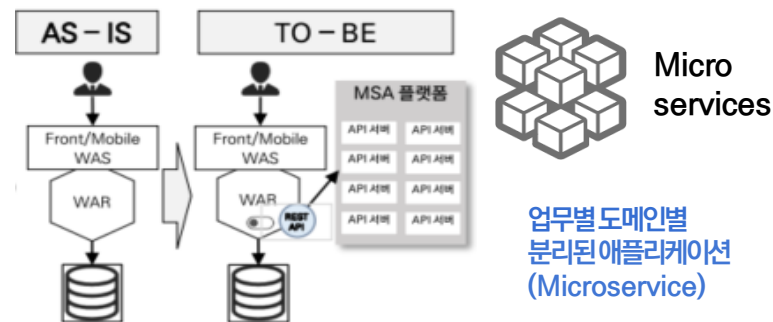 AS – IS
TO – BE
Front/Mobile
WAS
WAR
Front/Mobile
WAS
WAR
REST
API
MSA 플랫폼
API 서버 API 서버
API 서버 API 서버
API 서버 API 서버
API 서버 API 서버
Micro
services
업무별 도메인별
분리된 애플리케이션
(Microservice)